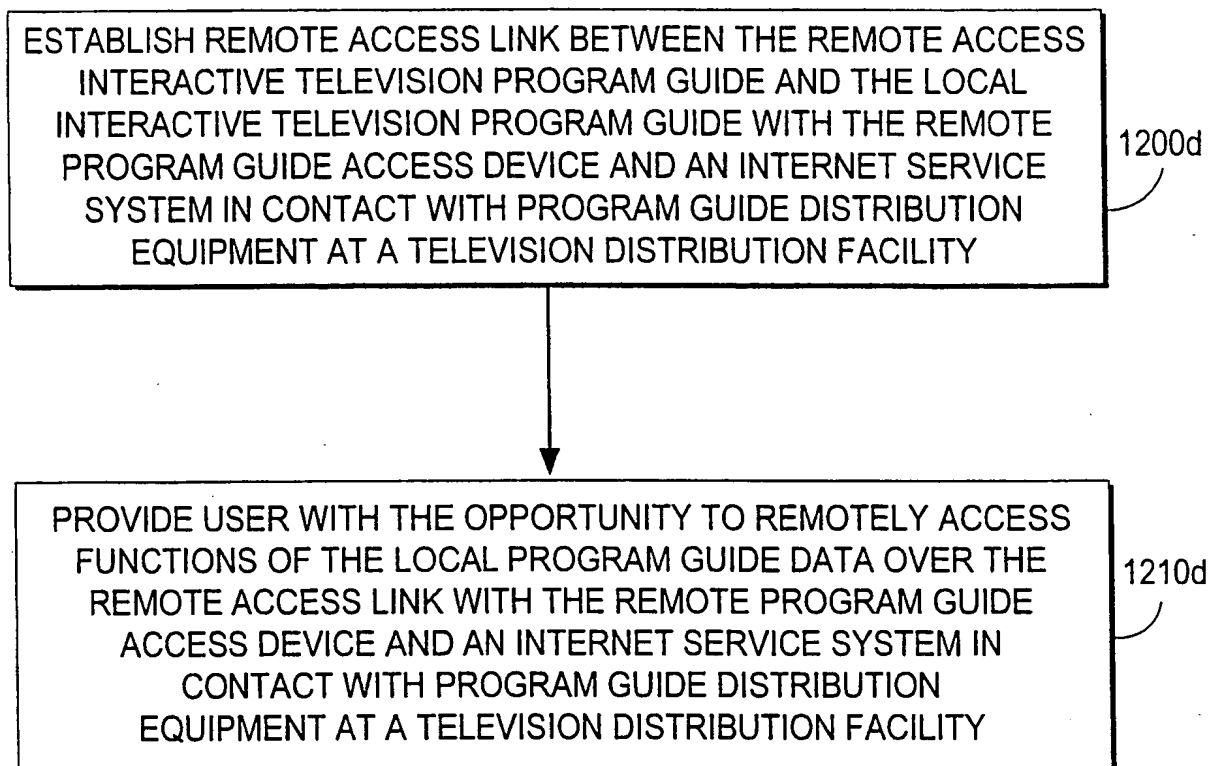 ESTABLISH REMOTE ACCESS LINK BETWEEN THE REMOTE ACCESS
INTERACTIVE TELEVISION PROGRAM GUIDE AND THE LOCAL
INTERACTIVE TELEVISION PROGRAM GUIDE WITH THE REMOTE
PROGRAM GUIDE ACCESS DEVICE AND AN INTERNET SERVICE
SYSTEM IN CONTACT WITH PROGRAM GUIDE DISTRIBUTION
EQUIPMENT AT A TELEVISION DISTRIBUTION FACILITY
1200d
PROVIDE USER WITH THE OPPORTUNITY TO REMOTELY ACCESS
FUNCTIONS OF THE LOCAL PROGRAM GUIDE DATA OVER THE
REMOTE ACCESS LINK WITH THE REMOTE PROGRAM GUIDE
ACCESS DEVICE AND AN INTERNET SERVICE SYSTEM IN
CONTACT WITH PROGRAM GUIDE DISTRIBUTION
EQUIPMENT AT A TELEVISION DISTRIBUTION FACILITY
1210d